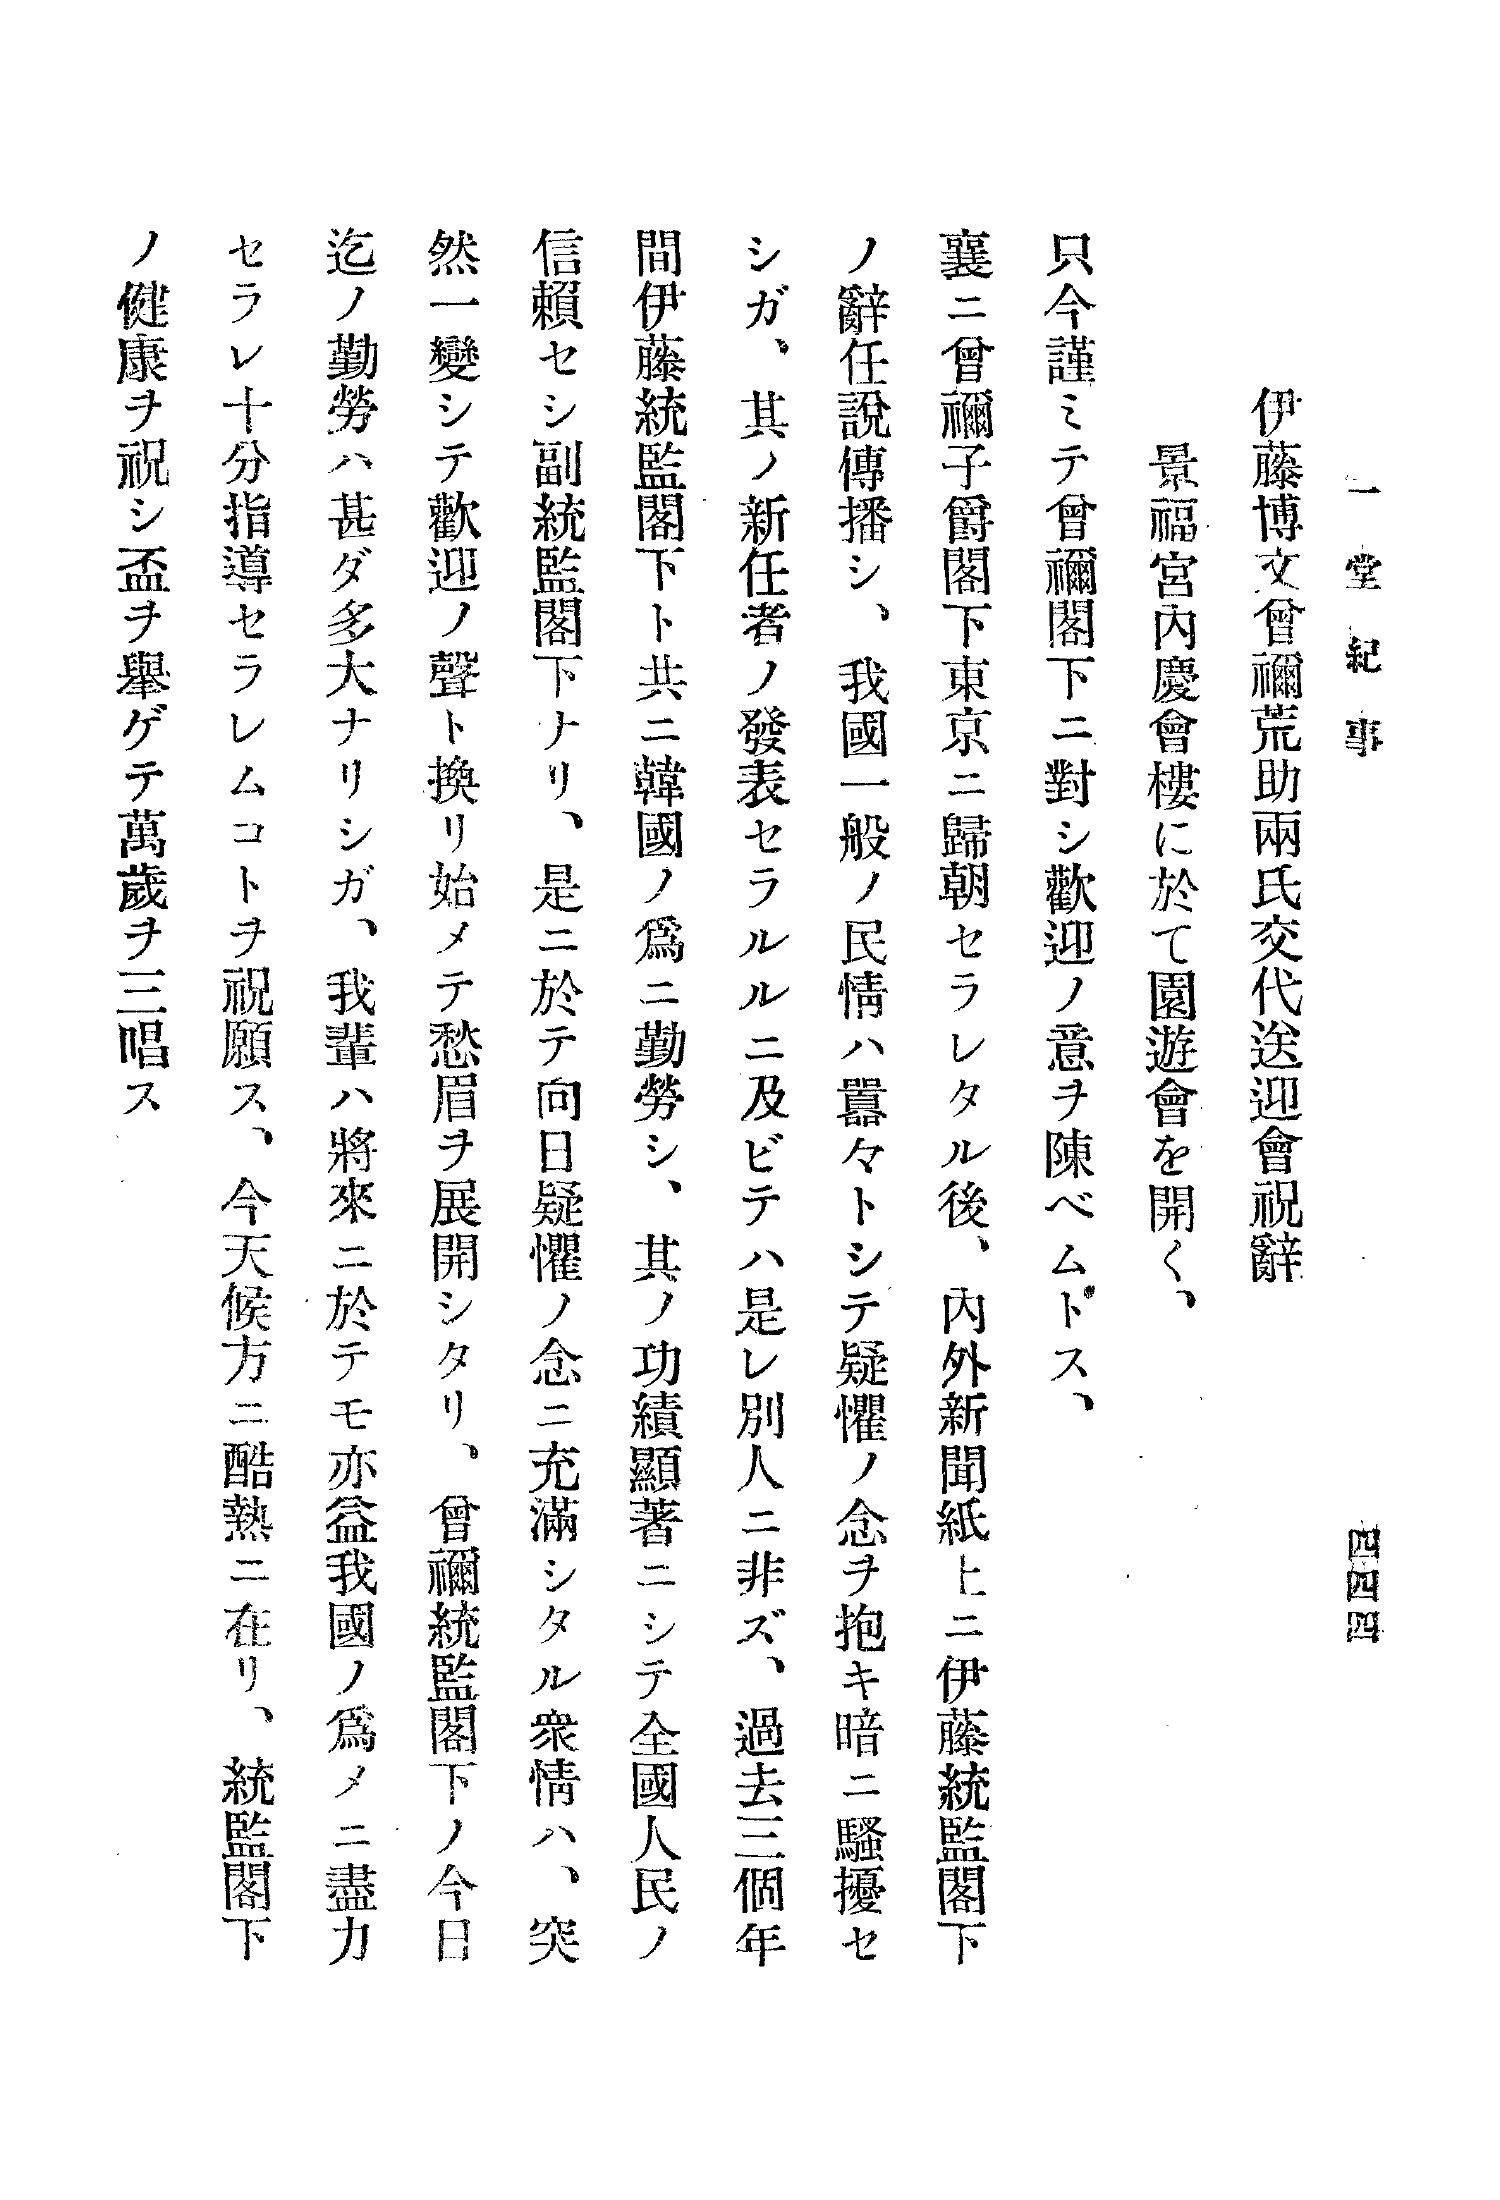 一堂紀事
四四四
伊藤博文曾禰荒助兩氏交代送迎會祝辭
景福宮內慶會樓に於て園遊會を開く、
只今謹ミテ曾禰閣下ニ對シ歡迎ノ意ヲ陳ベムトス、
襄ニ曾禰子爵閣下東京ニ歸朝セラレタル後、內外新聞紙上ニ伊藤統監閣下
ノ辭任說傳播シ、我國一般ノ民情ハ囂々トシテ疑懼ノ念ヲ抱キ暗ニ騷擾セ
シガ、其ノ新任者ノ發表セラルルニ及ビテハ是レ別人ニ非ズ、過去三個年
間伊藤統監閣下ト共ニ韓國ノ爲ニ勤勞シ、其ノ功績顯著ニシテ全國人民ノ
信賴セシ副統監閣下ナリ、是ニ於テ向日疑懼ノ念ニ充滿シタル衆情ハ、突
然一變シテ歡迎ノ聲ト換リ始メテ愁眉ヲ展開シタリ、曾禰統監閣下ノ今日
迄ノ勤勞ハ甚ダ多大ナリシガ、我輩ハ將來ニ於テモ亦益我國ノ爲メニ盡力
セラレ十分指導セラレムコトヲ祝願ス、今天候方ニ酷熱ニ在リ、統監閣下
ノ健康ヲ祝シ盃ヲ擧ゲテ萬歲ヲ三唱ス